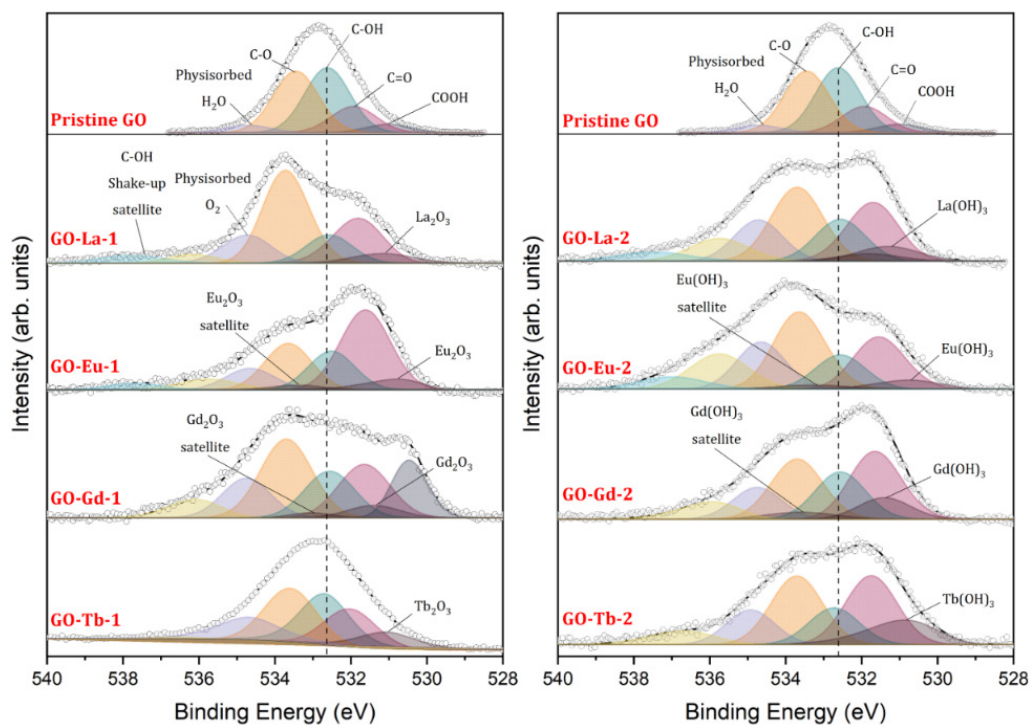 C-OH
C-O
Physisorbed
H₂O
C=O
COOH
Pristine GO
C-OH
Shake-up
satellite
Physisorbed
O₂
La₂O₃
GO-La-1
Eu₂O₃
satellite
Eu₂O₃
GO-Eu-1
Gd₂O₃
satellite
Gd₂O₃
GO-Gd-1
Tb₂O₃
GO-Tb-1
Intensity (arb. units)
540 538 536 534 532 530 528
Binding Energy (eV)
C-OH
C-O
Physisorbed
H₂O
C=O
COOH
Pristine GO
La(OH)₃
GO-La-2
Eu(OH)₃
satellite
Eu(OH)₃
GO-Eu-2
Gd(OH)₃
satellite
Gd(OH)₃
GO-Gd-2
Tb(OH)₃
GO-Tb-2
Intensity (arb. units)
540 538 536 534 532 530 528
Binding Energy (eV)